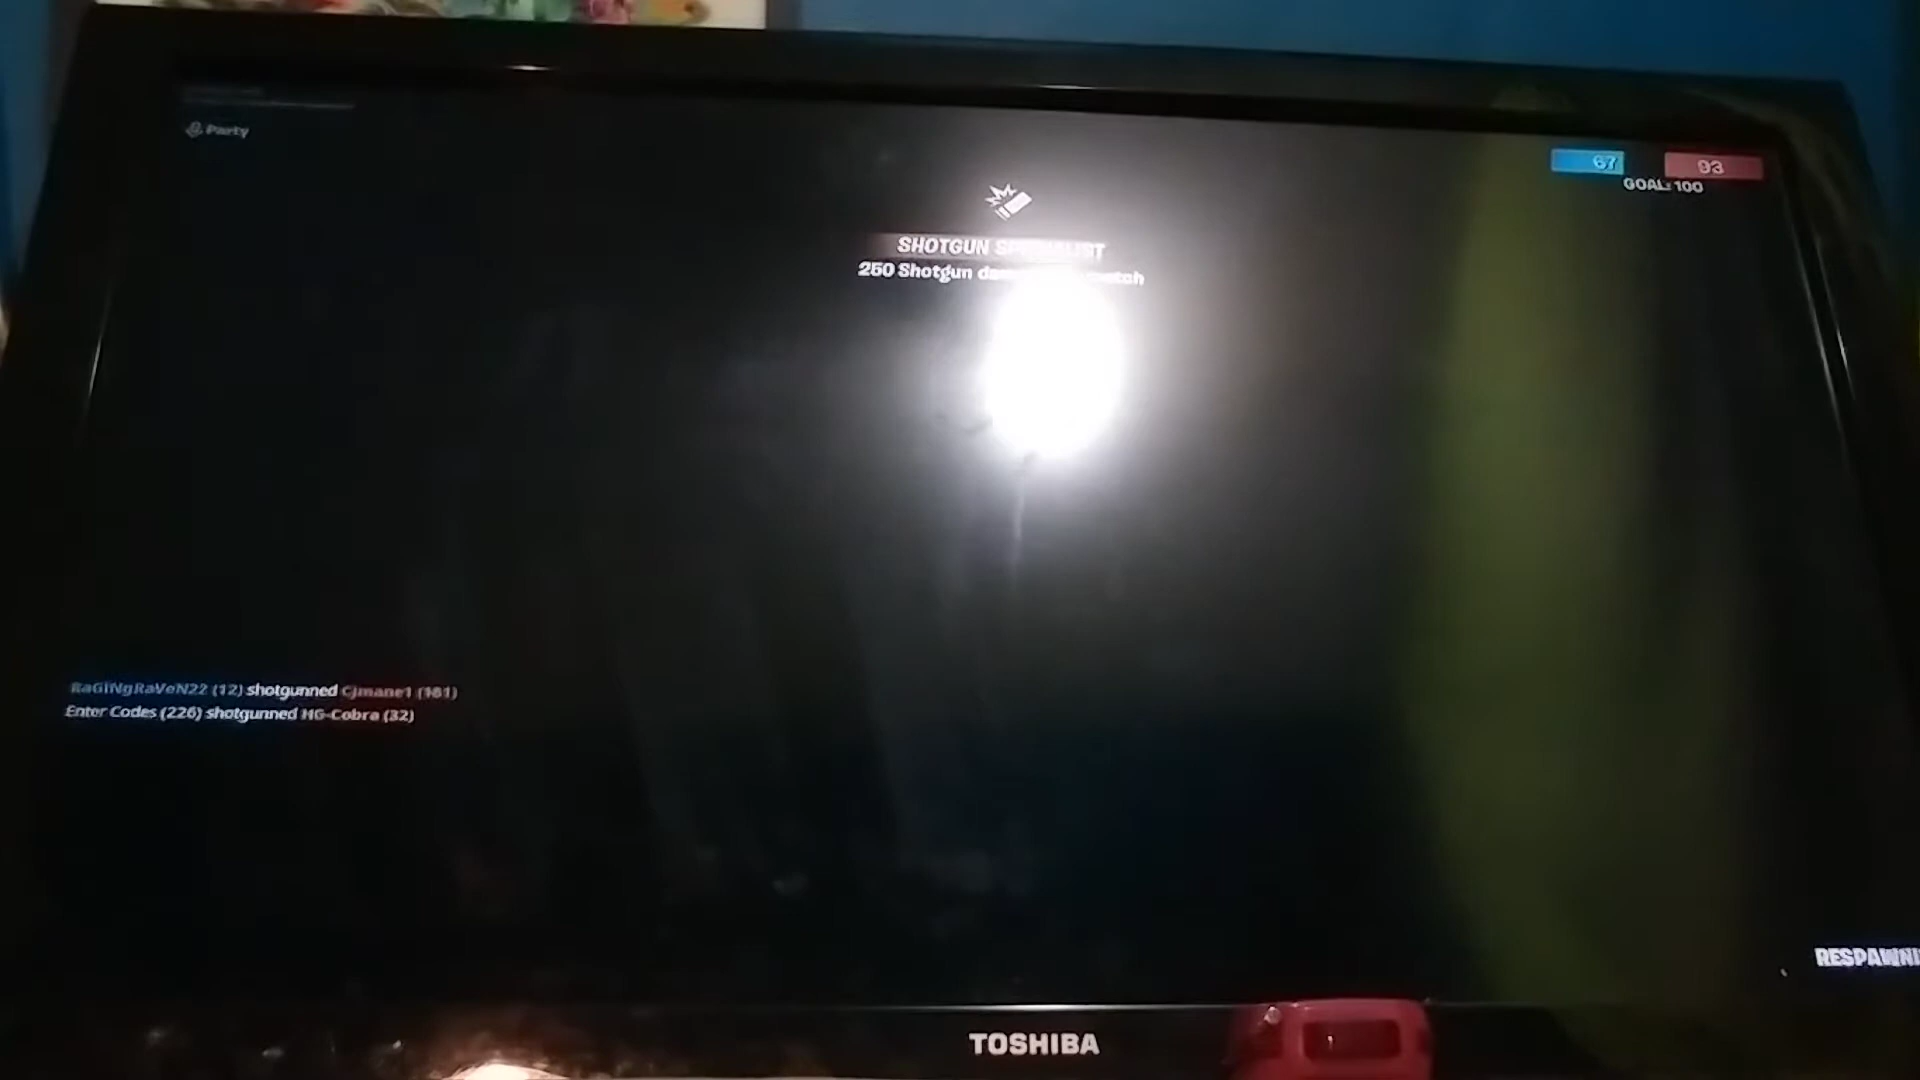 Party
67
93
GOAL: 100
SHOTGUN
250 Shotgun
RaGiNgRaVeN22 (12) shotgunned Cjmane1 (161)
Enter Codes (226) shotgunned HG-Cobra (32)
RESPAWNI
TOSHIBA